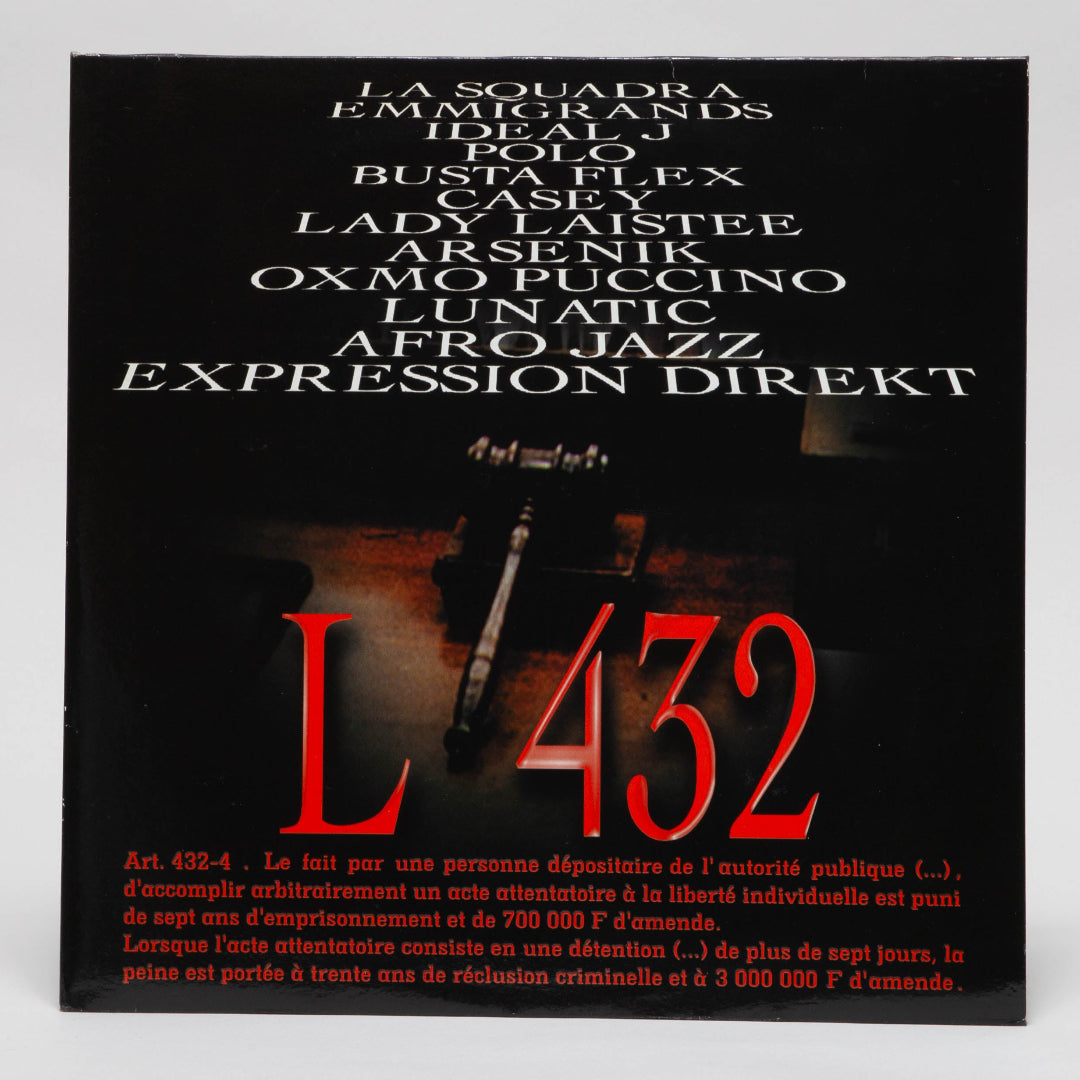 LA SQUADRA
EMMIGRANDS
IDEAL J
POLO
BUSTA FLEX
CASEY
LADY LAISTEE
ARSENIK
OXMO PUCCINO
LUNATIC
AFRO JAZZ
EXPRESSION DIREKT
L 432
Art. 432-4 . Le fait par une personne dépositaire de l'autorité publique (...),
d'accomplir arbitrairement un acte attentatoire à la liberté individuelle est puni
de sept ans d'emprisonnement et de 700 000 F d'amende.
Lorsque l'acte attentatoire consiste en une détention (...) de plus de sept jours, la
peine est portée à trente ans de réclusion criminelle et à 3 000 000 F d'amende.